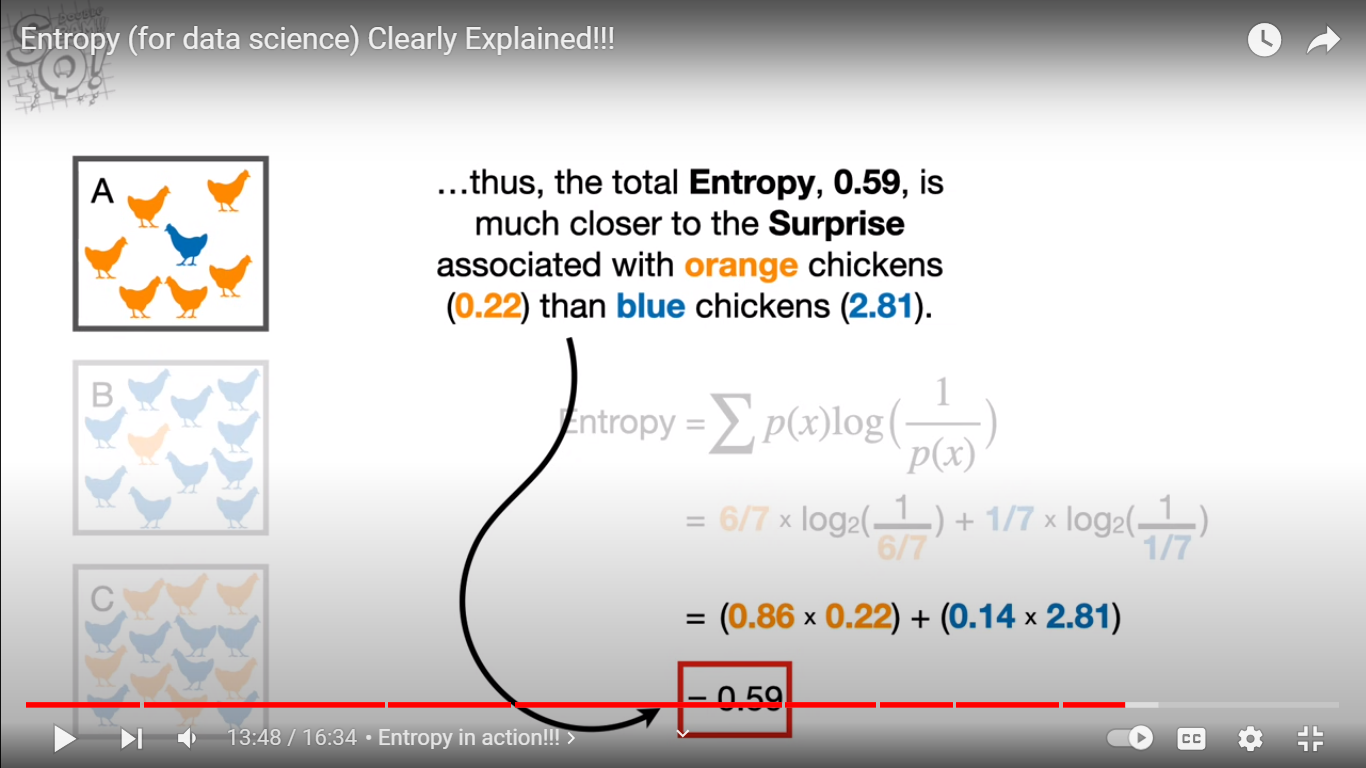 Entropy (for data science) Clearly Explained!!!
A
…thus, the total Entropy, 0.59, is
much closer to the Surprise
associated with orange chickens
(0.22) than blue chickens (2.81).
B
Entropy = ∑ p(x)log(1/p(x))
= 6/7 x log₂(1/6/7) + 1/7 x log₂(1/1/7)
C
= (0.86 x 0.22) + (0.14 x 2.81)
= 0.59
13:48 / 16:34 • Entropy in action!!! >
CC